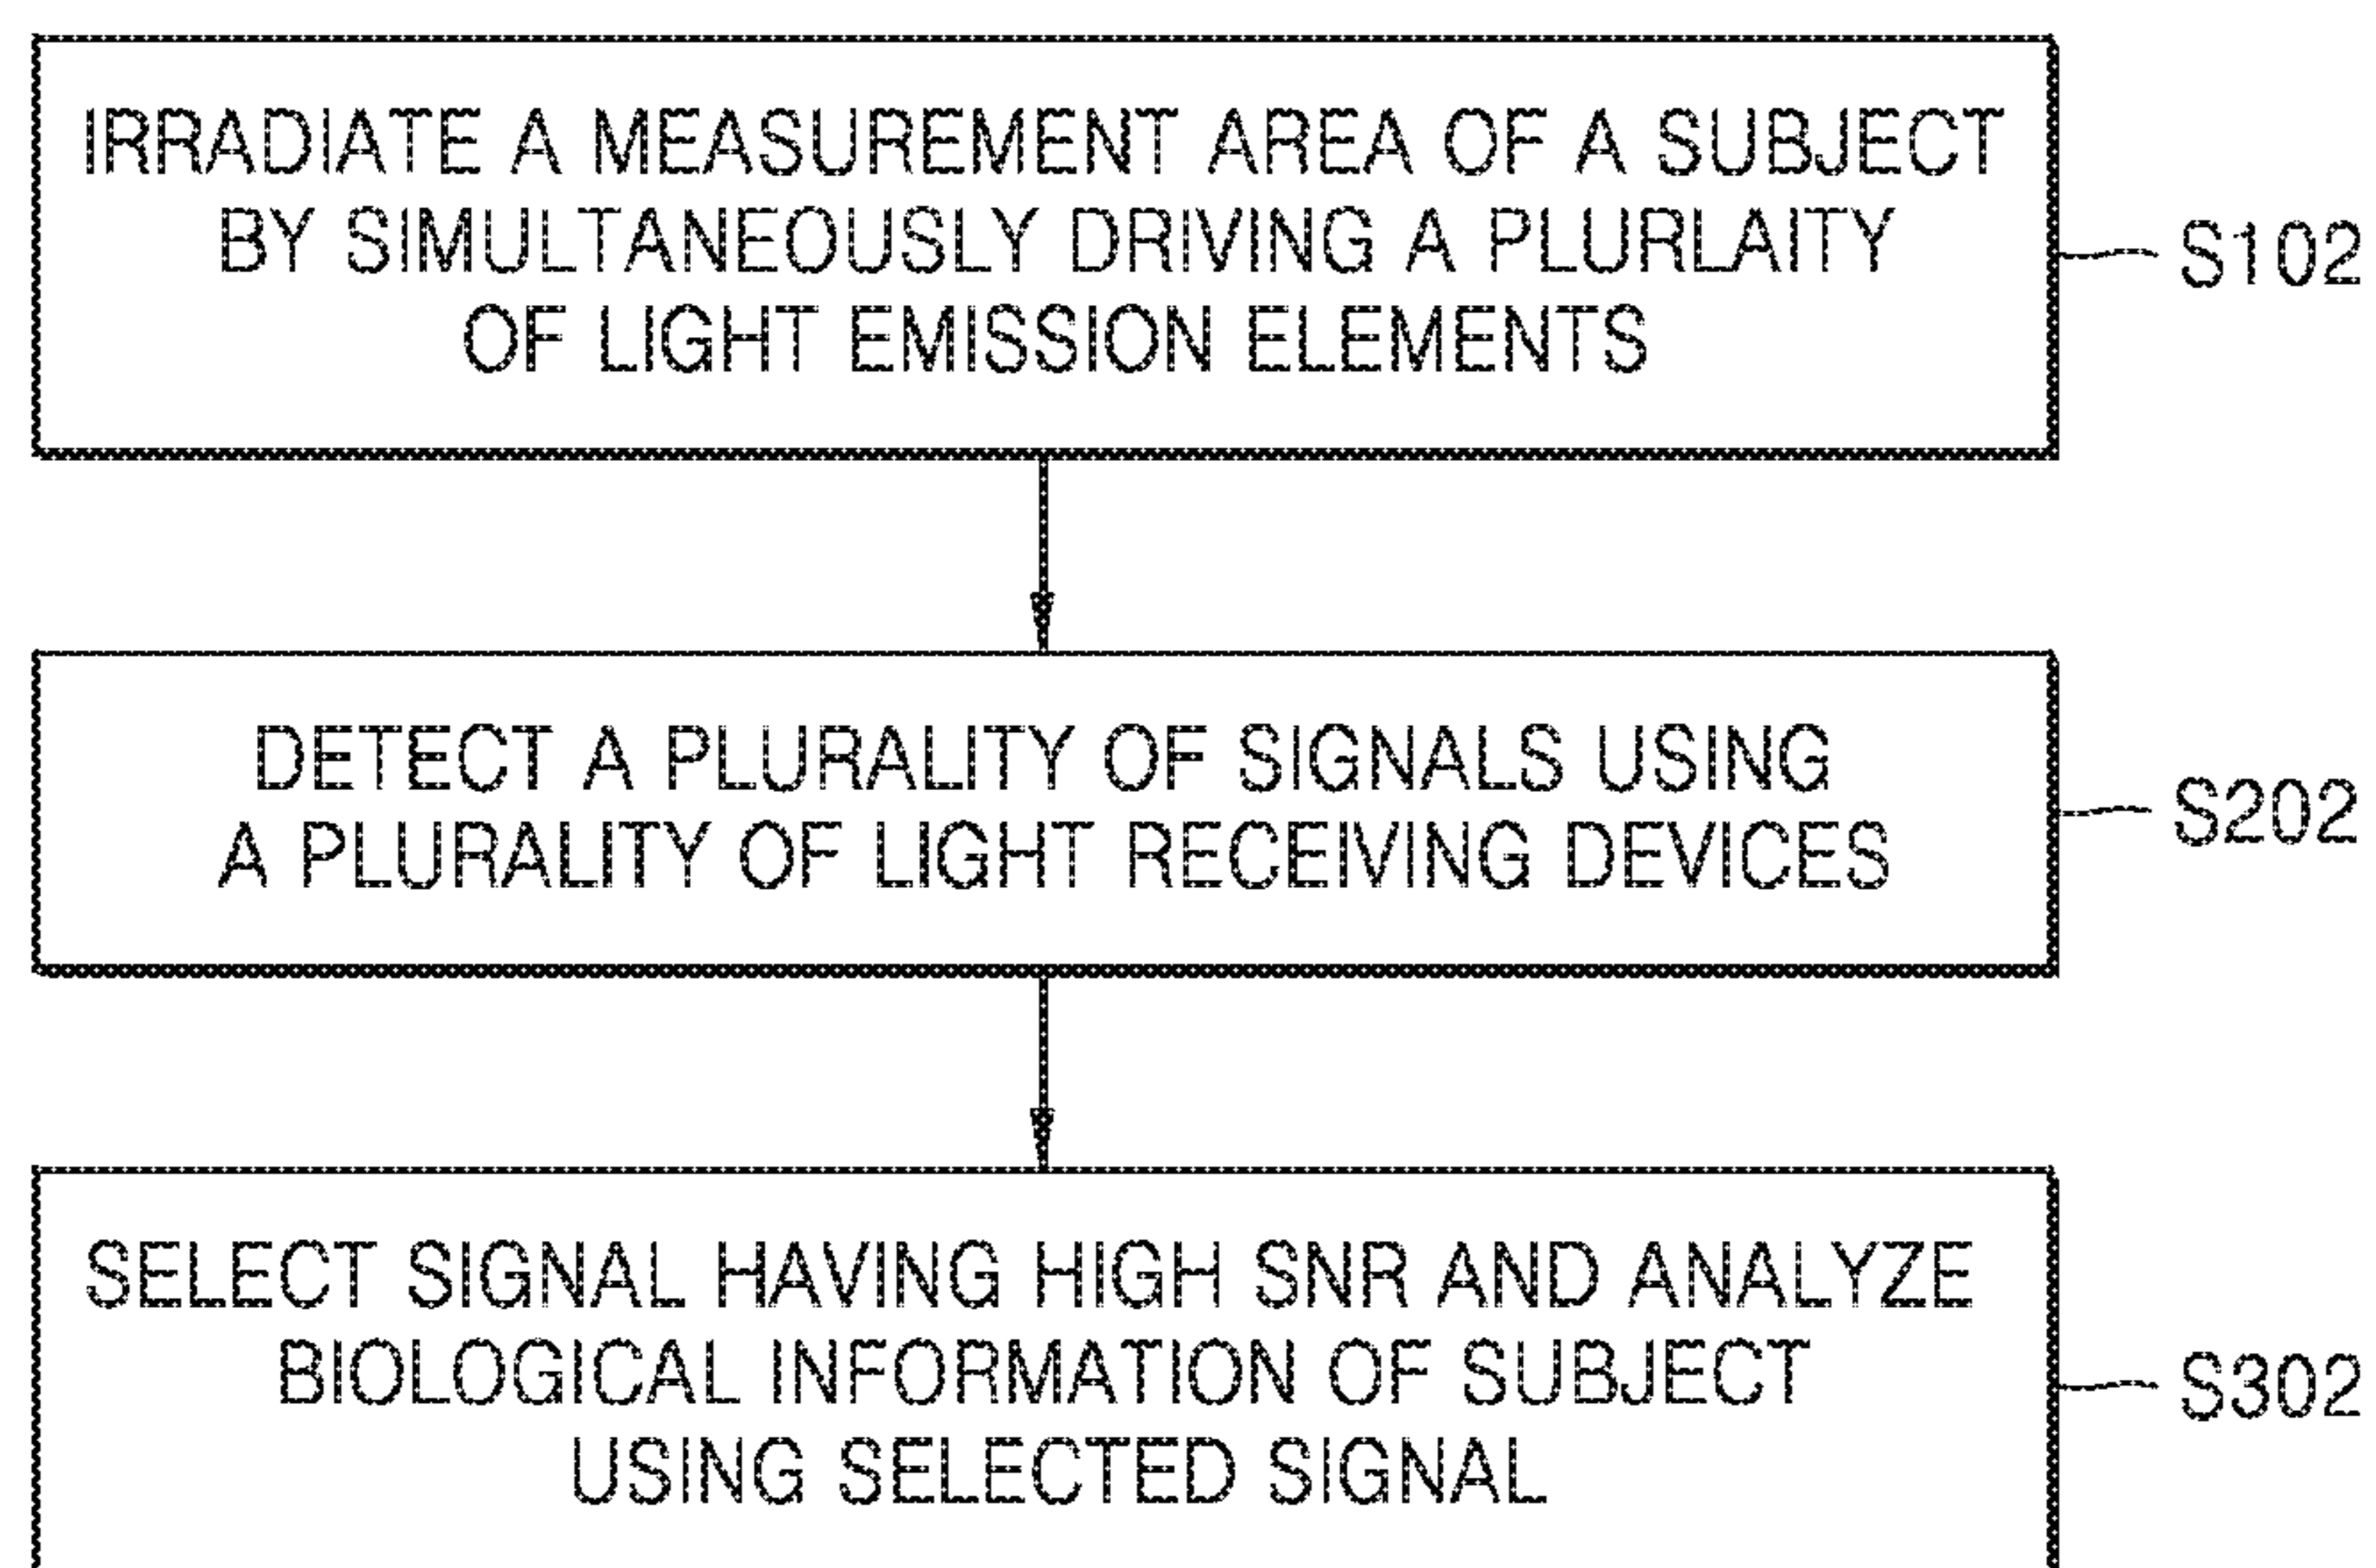 IRRADIATE A MEASUREMENT AREA OF A SUBJECT
BY SIMULTANEOUSLY DRIVING A PLURLAITY
OF LIGHT EMISSION ELEMENTS
S102
DETECT A PLURALITY OF SIGNALS USING
A PLURALITY OF LIGHT RECEIVING DEVICES
S202
SELECT SIGNAL HAVING HIGH SNR AND ANALYZE
BIOLOGICAL INFORMATION OF SUBJECT
USING SELECTED SIGNAL
S302